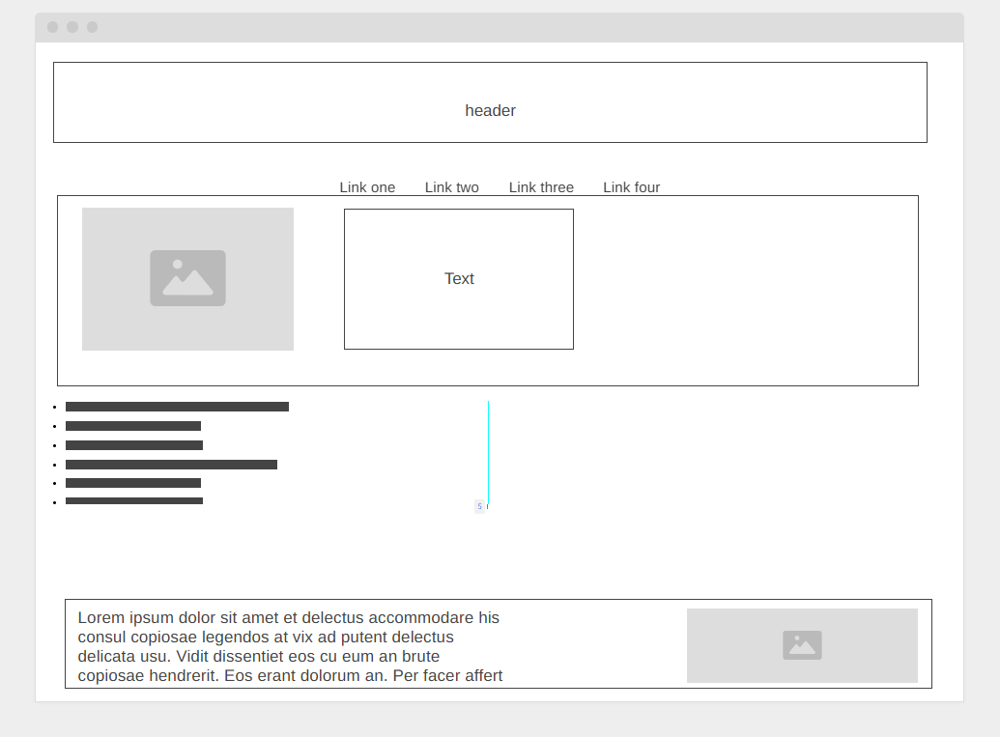 header
Link one Link two Link three Link four
Text
S
Lorem ipsum dolor sit amet et delectus accommodare his
consul copiosae legendos at vix ad putent delectus
delicata usu. Vidit dissentiet eos cu eum an brute
copiosae hendrerit. Eos erant dolorum an. Per facer affert